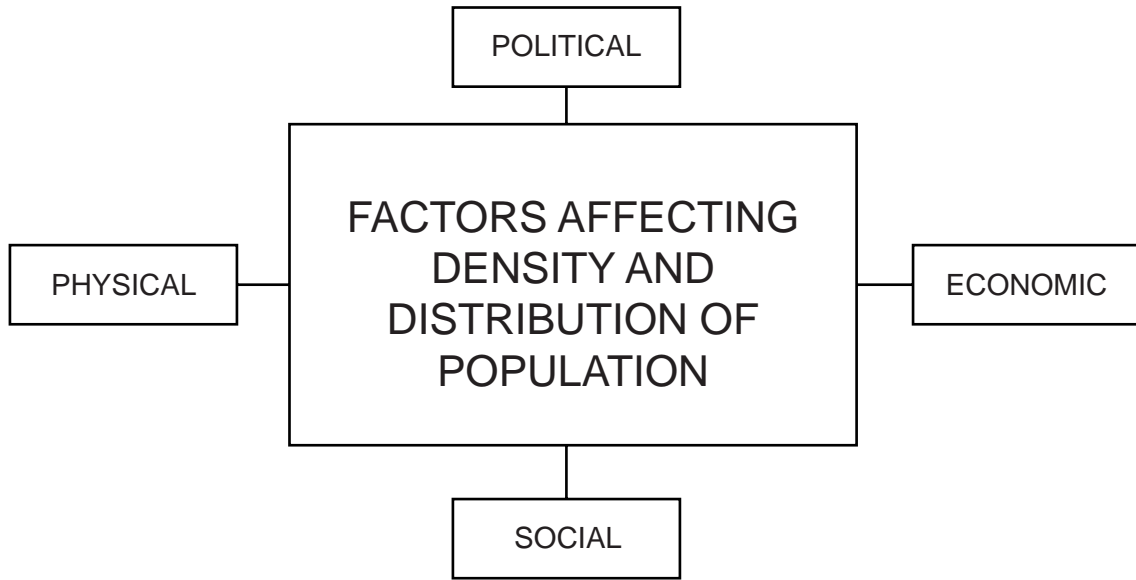 POLITICAL
FACTORS AFFECTING
DENSITY AND
DISTRIBUTION OF
POPULATION
PHYSICAL
ECONOMIC
SOCIAL